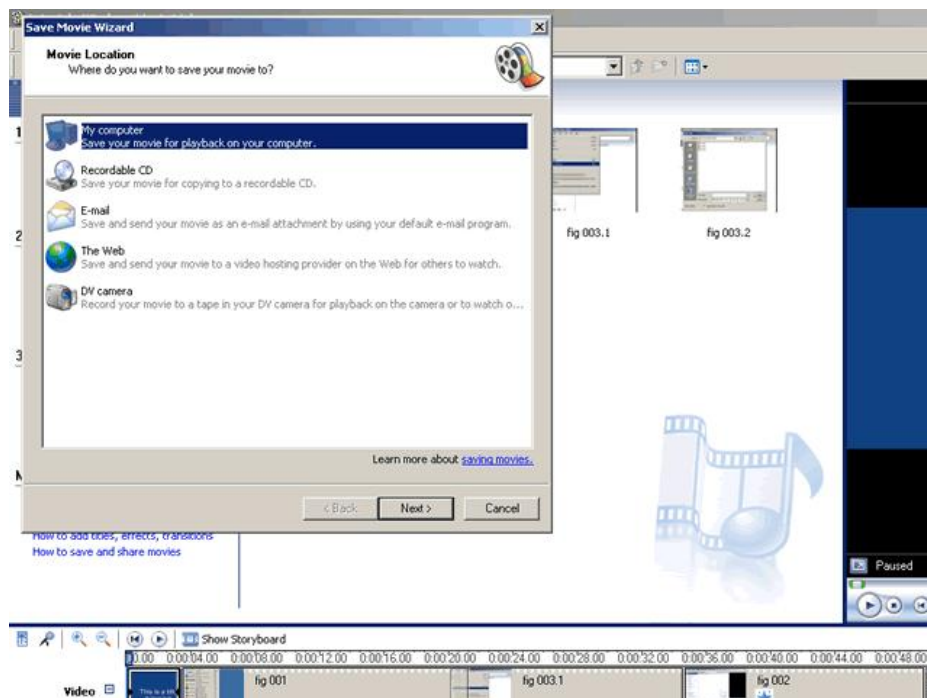 Save Movie Wizard
Movie Location
Where do you want to save your movie to?
My computer
Save your movie for playback on your computer.
Recordable CD
Save your movie for copying to a recordable CD.
E-mail
Save and send your movie as an e-mail attachment by using your default e-mail program.
The Web
Save and send your movie to a video hosting provider on the Web for others to watch.
DV camera
Record your movie to a tape in your DV camera for playback on the camera or to watch o...
Learn more about saving movies.
< Back Next > Cancel
1
2
3
fig 003.1 fig 003.2
How to add titles, effects, transitions
How to save and share movies
Paused
Show Storyboard
0:00 0:00:04.00 0:00:08.00 0:00:12.00 0:00:16.00 0:00:20.00 0:00:24.00 0:00:28.00 0:00:32.00 0:00:36.00 0:00:40.00 0:00:44.00 0:00:48.00
Video fig 001 fig 003.1 fig 002